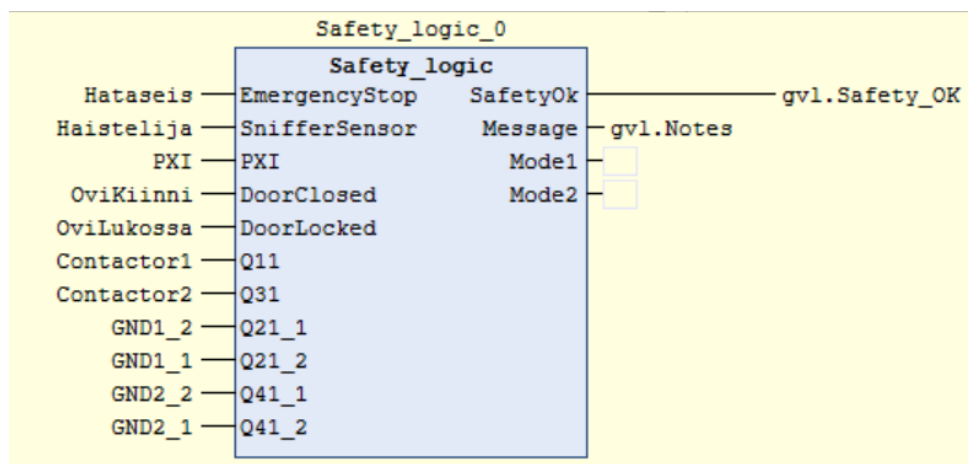 Safety_logic_0
Safety_logic
Hataseis EmergencyStop SafetyOk gvl.Safety_OK
Haistelija SnifferSensor Message gvl.Notes
PXI PXI Mode1
OviKiinni DoorClosed Mode2
OviLukossa DoorLocked
Contactor1 Q11
Contactor2 Q31
GND1_2 Q21_1
GND1_1 Q21_2
GND2_2 Q41_1
GND2_1 Q41_2